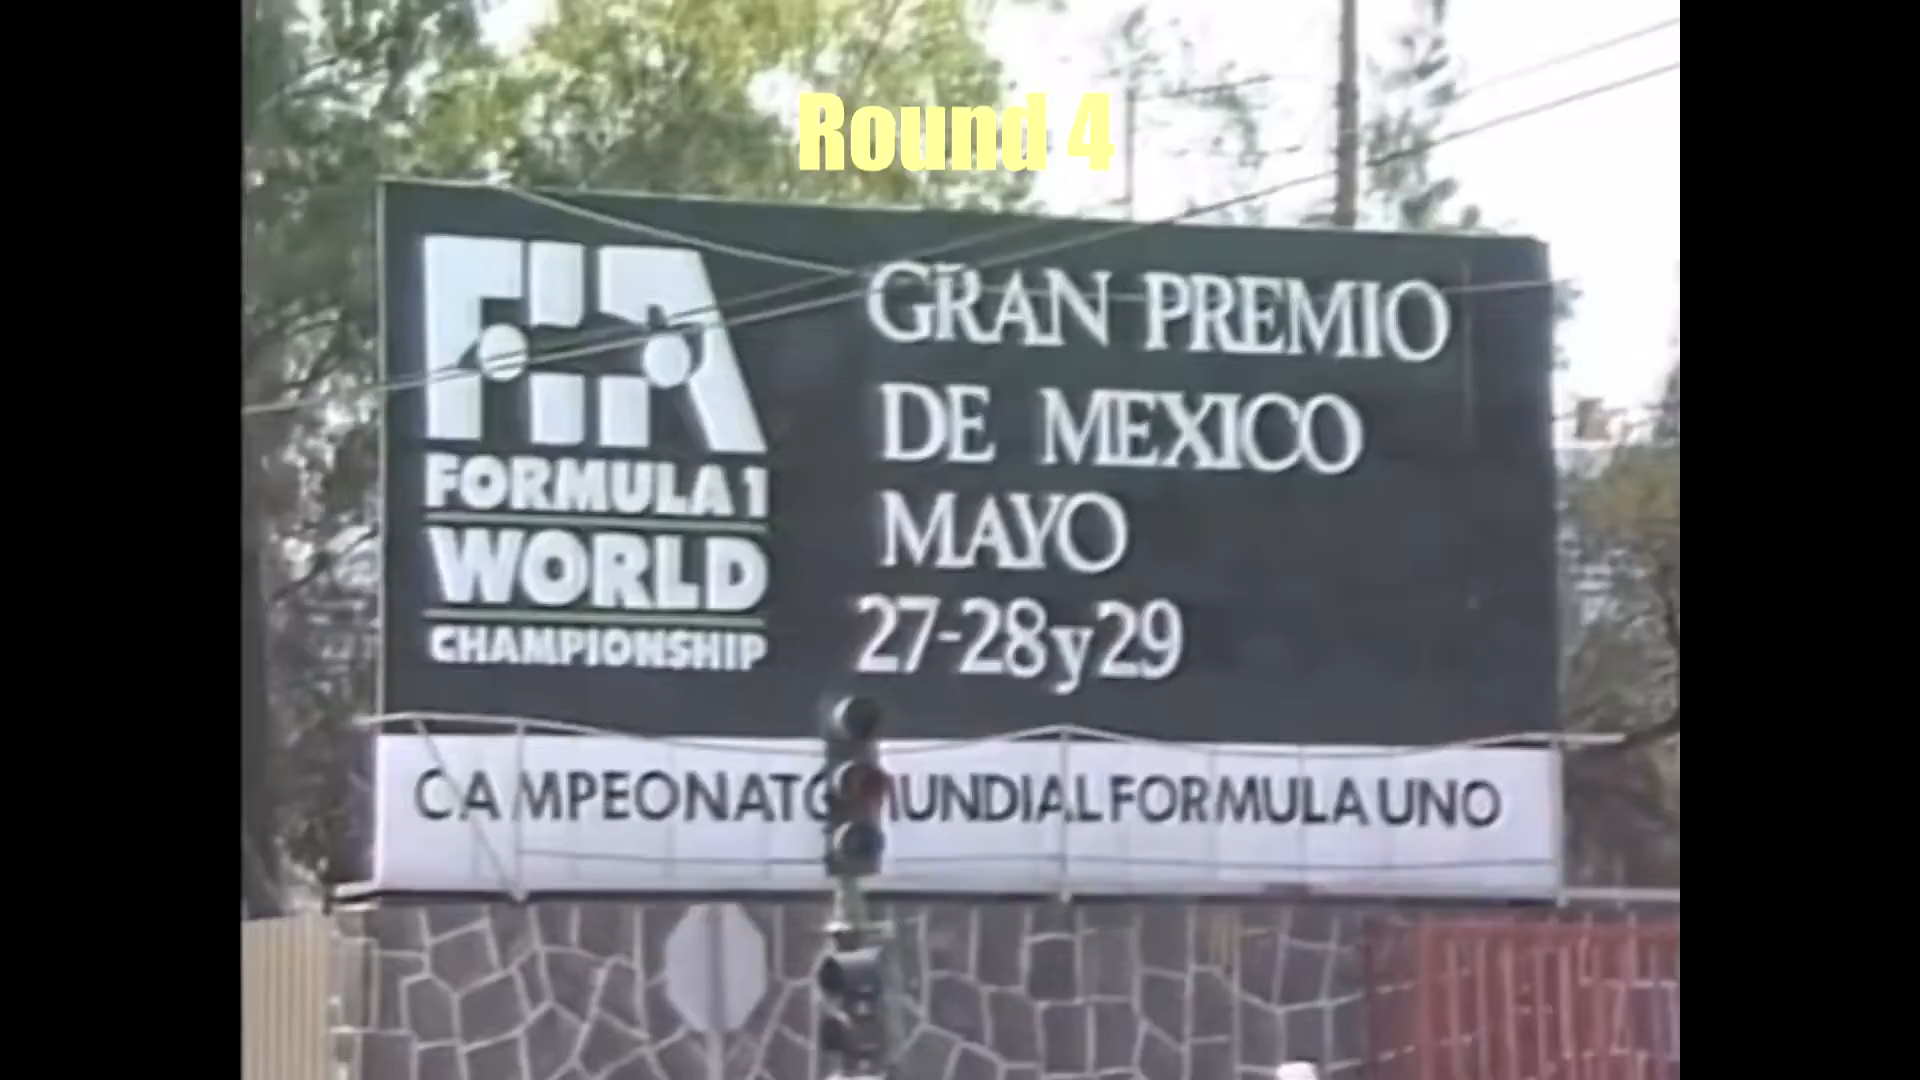 Round 4
FIA
FORMULA 1
WORLD
CHAMPIONSHIP
GRAN PREMIO
DE MEXICO
MAYO
27-28y29
CAMPEONATO MUNDIAL FORMULA UNO